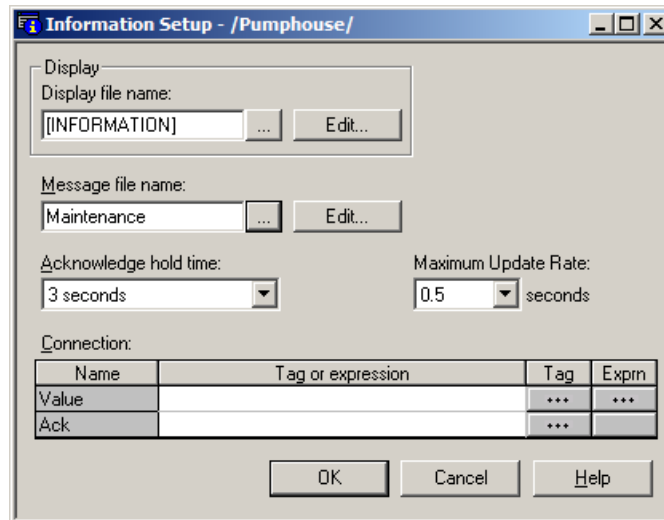 Information Setup - /Pumphouse/
Display
Display file name:
[INFORMATION] ... Edit...
Message file name:
Maintenance ... Edit...
Acknowledge hold time: Maximum Update Rate:
3 seconds 0.5 seconds
Connection:
Name Tag or expression Tag Exprn
Value ... ...
Ack ...
OK Cancel Help